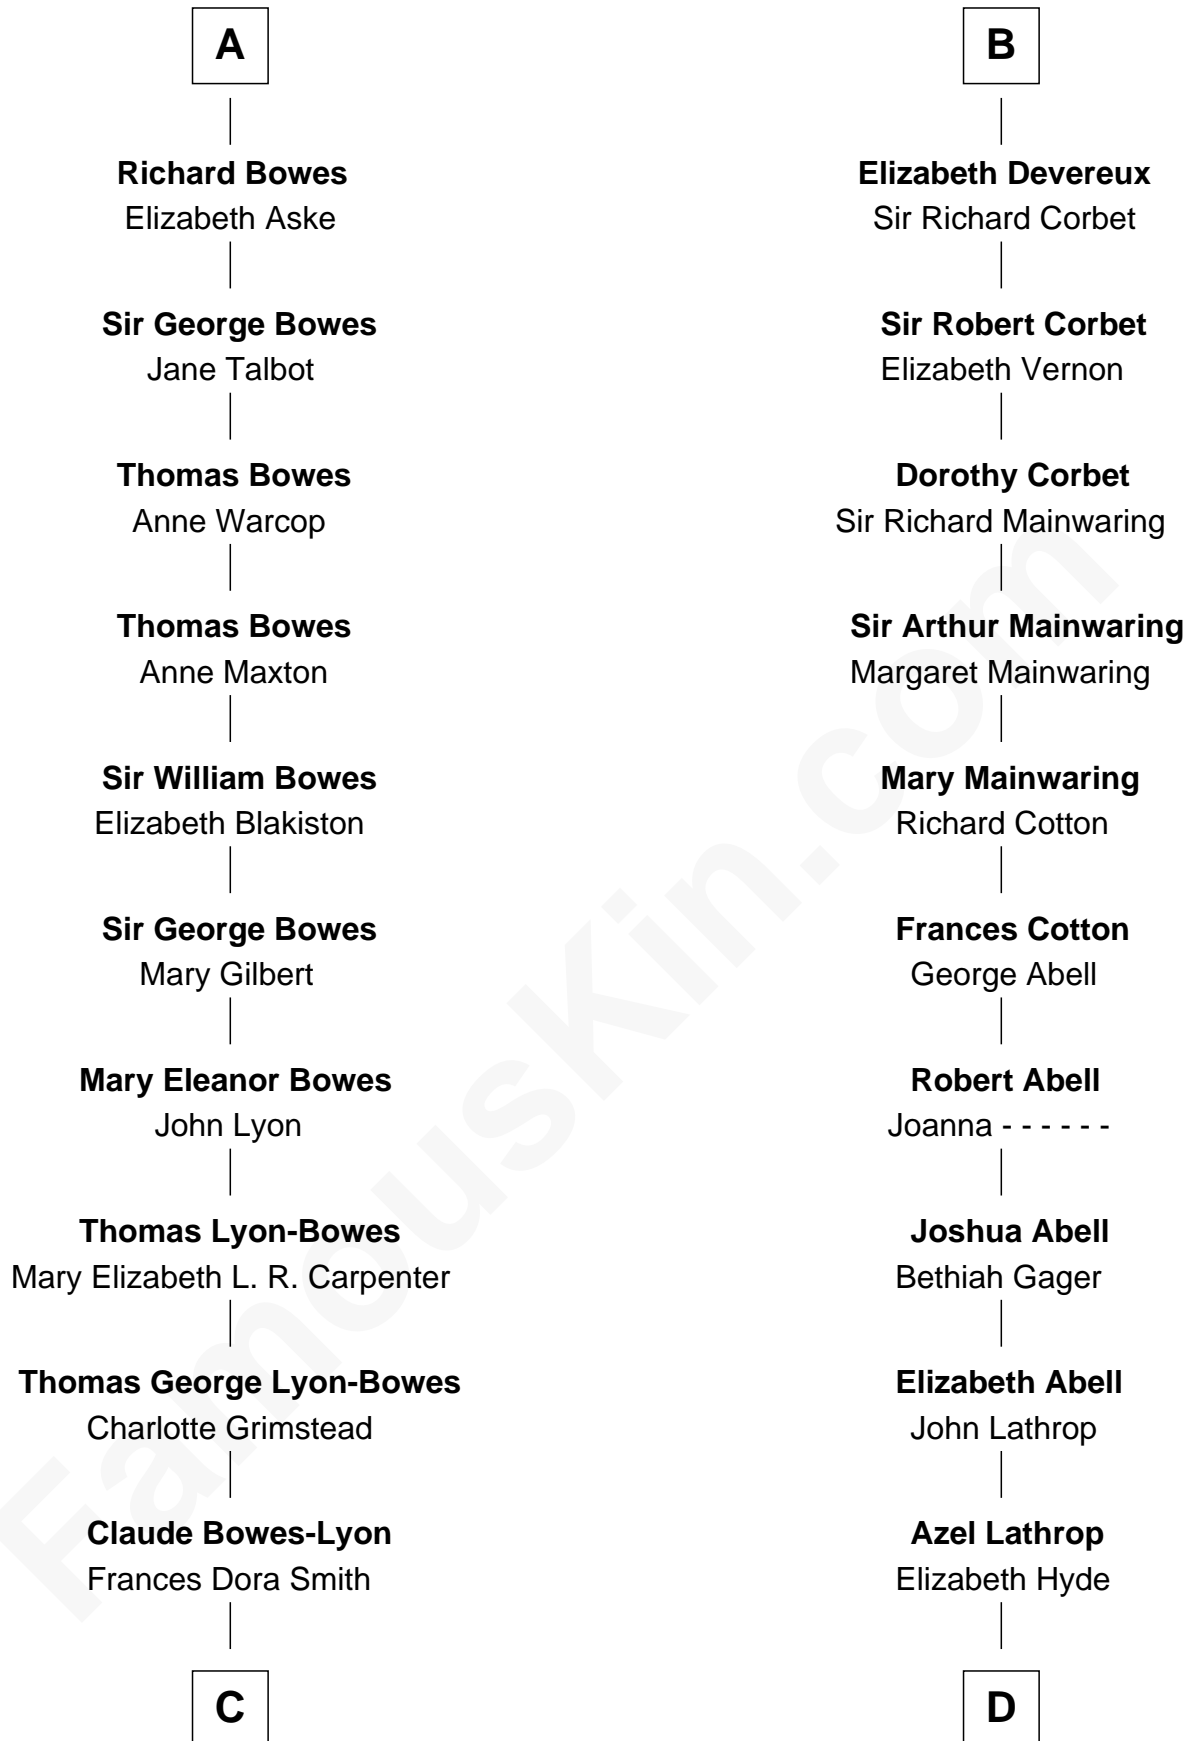 A
Richard Bowes
Elizabeth Aske
Sir George Bowes
Jane Talbot
Thomas Bowes
Anne Warcop
Thomas Bowes
Anne Maxton
Sir William Bowes
Elizabeth Blakiston
Sir George Bowes
Mary Gilbert
Mary Eleanor Bowes
John Lyon
Thomas Lyon-Bowes
Mary Elizabeth L. R. Carpenter
Thomas George Lyon-Bowes
Charlotte Grimstead
Claude Bowes-Lyon
Frances Dora Smith
C
B
Elizabeth Devereux
Sir Richard Corbet
Sir Robert Corbet
Elizabeth Vernon
Dorothy Corbet
Sir Richard Mainwaring
Sir Arthur Mainwaring
Margaret Mainwaring
Mary Mainwaring
Richard Cotton
Frances Cotton
George Abell
Robert Abell
Joanna - - - - - -
Joshua Abell
Bethiah Gager
Elizabeth Abell
John Lathrop
Azel Lathrop
Elizabeth Hyde
D
FamousKin.com